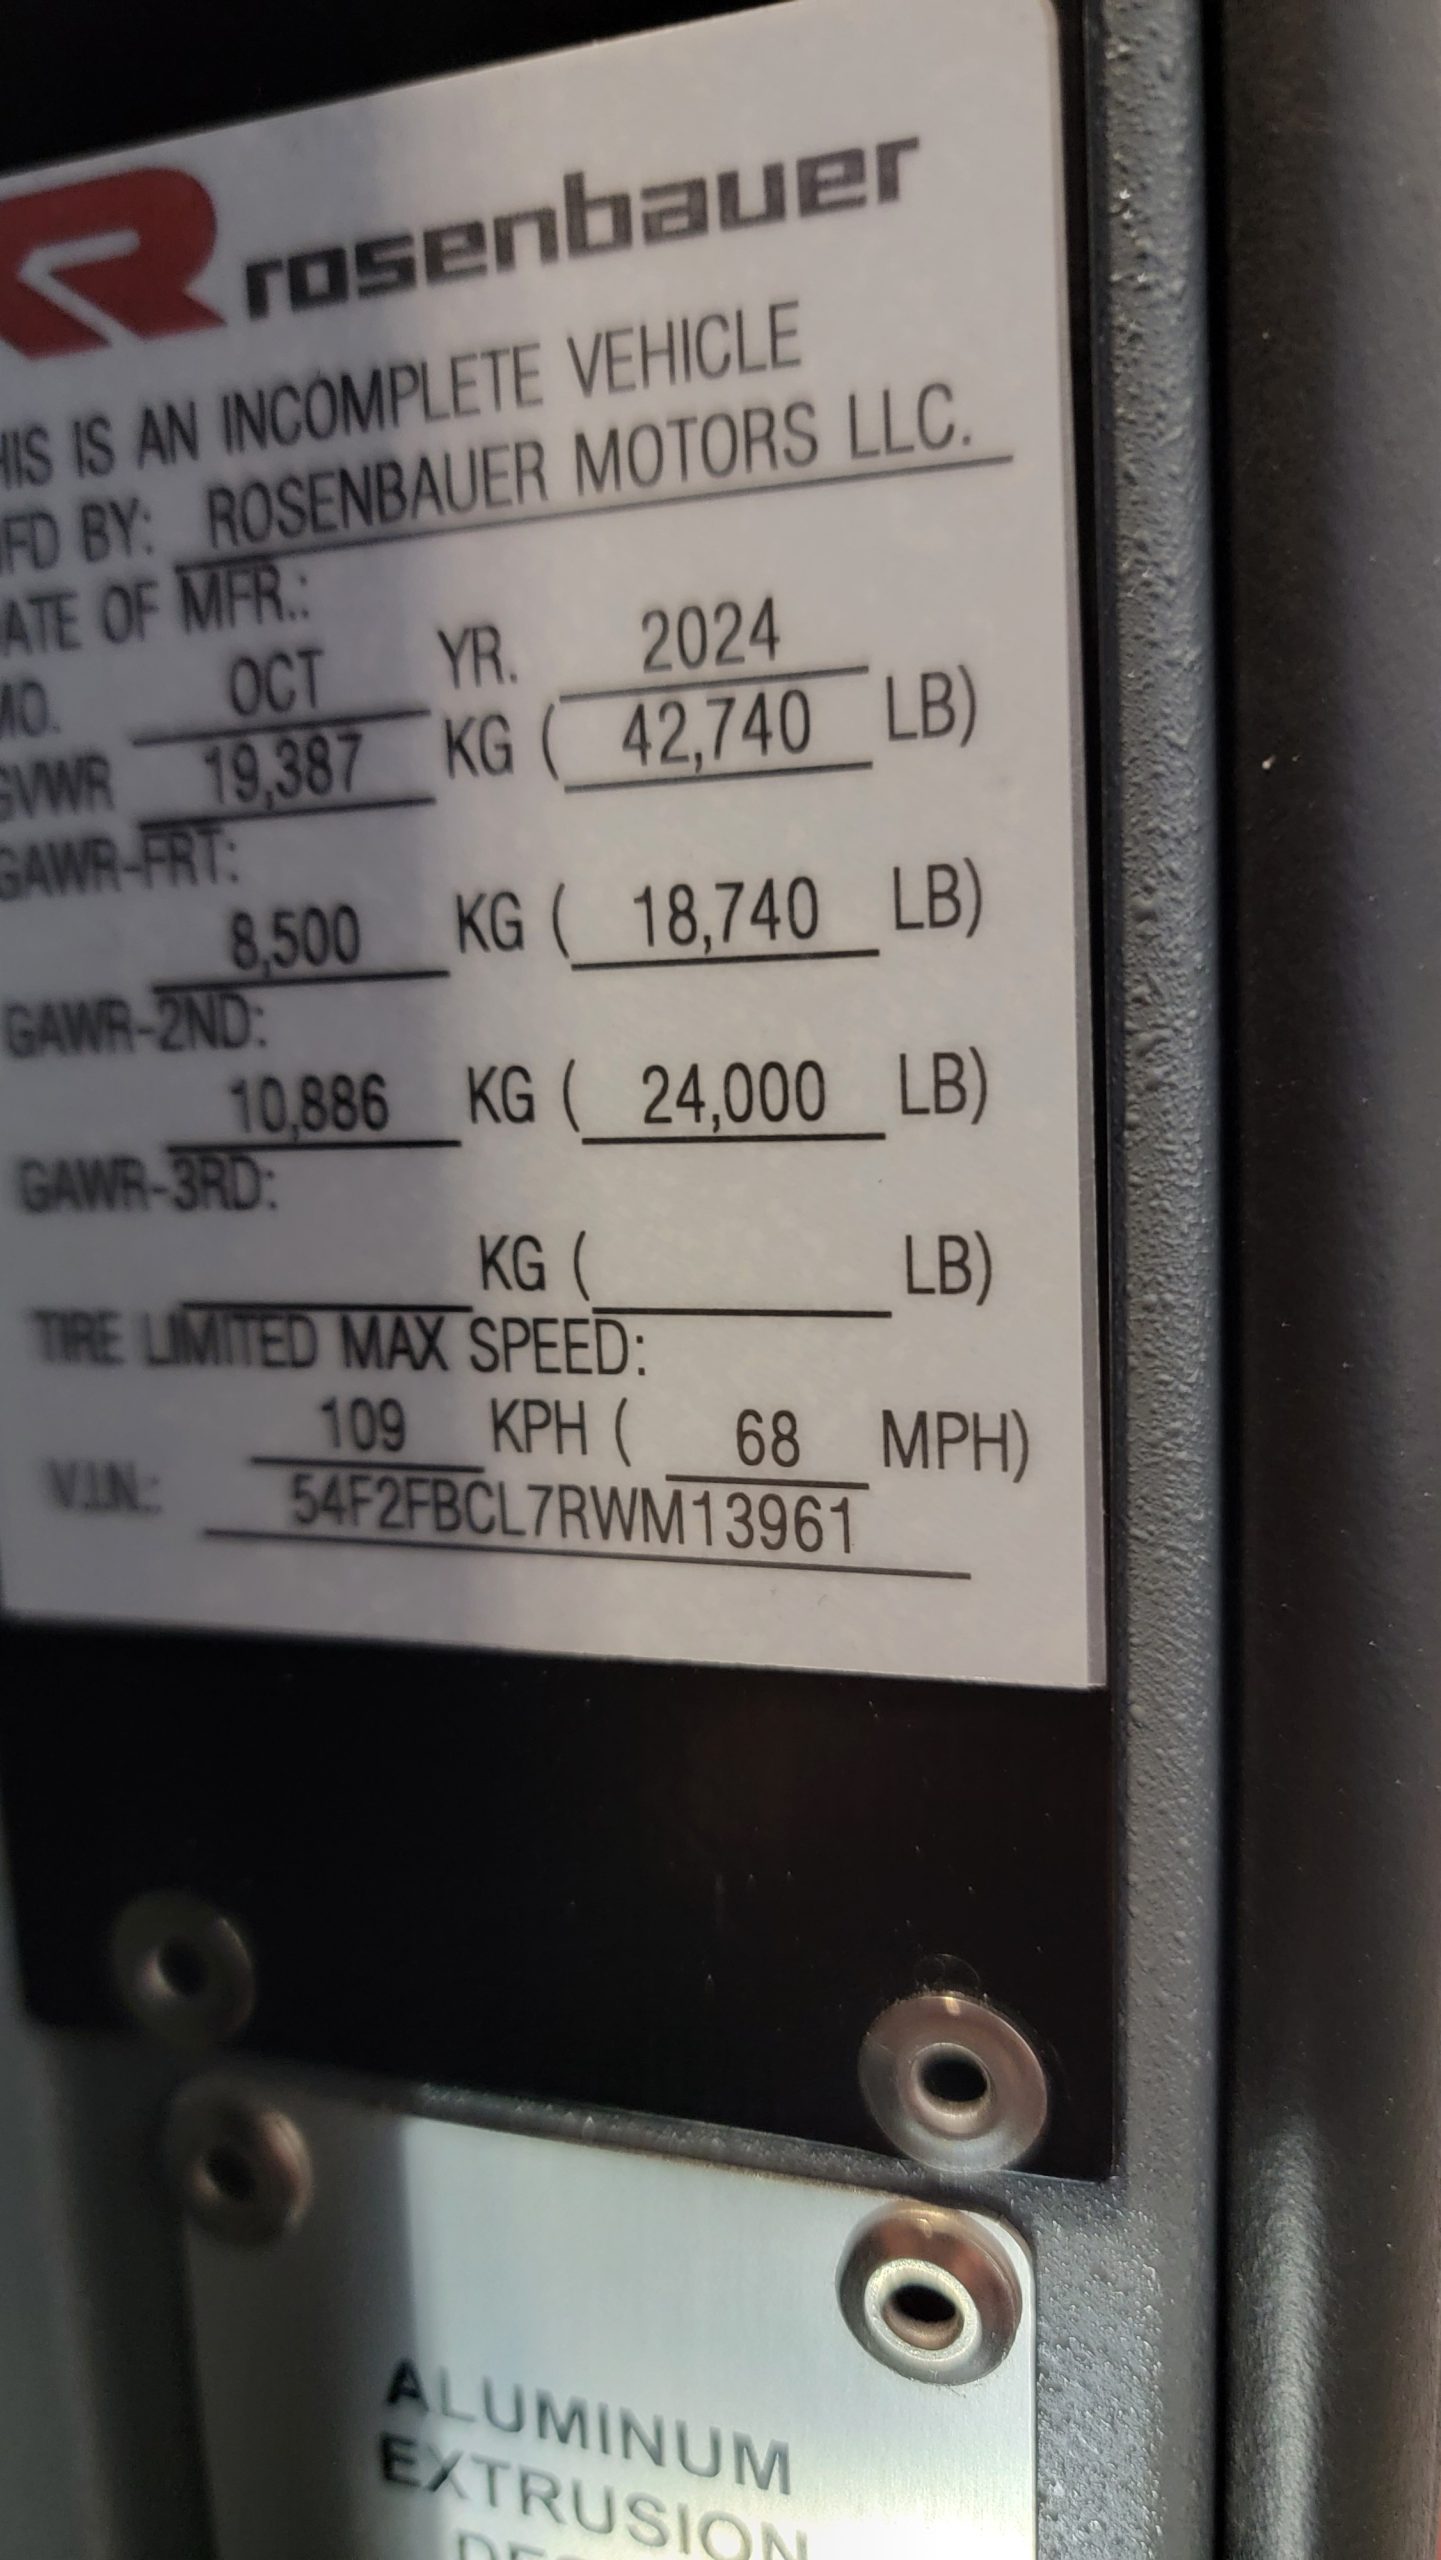 rosenbauer
HIS IS AN INCOMPLETE VEHICLE
MFD BY: ROSENBAUER MOTORS LLC.
DATE OF MFR.:
MO. OCT YR. 2024
GVWR 19,387 KG ( 42,740 LB)
GAWR-FRT:
8,500 KG ( 18,740 LB)
GAWR-2ND:
10,886 KG ( 24,000 LB)
GAWR-3RD:
KG ( LB)
TIRE LIMITED MAX SPEED:
109 KPH ( 68 MPH)
V.I.N.: 54F2FBCL7RWM13961
ALUMINUM
EXTRUSION